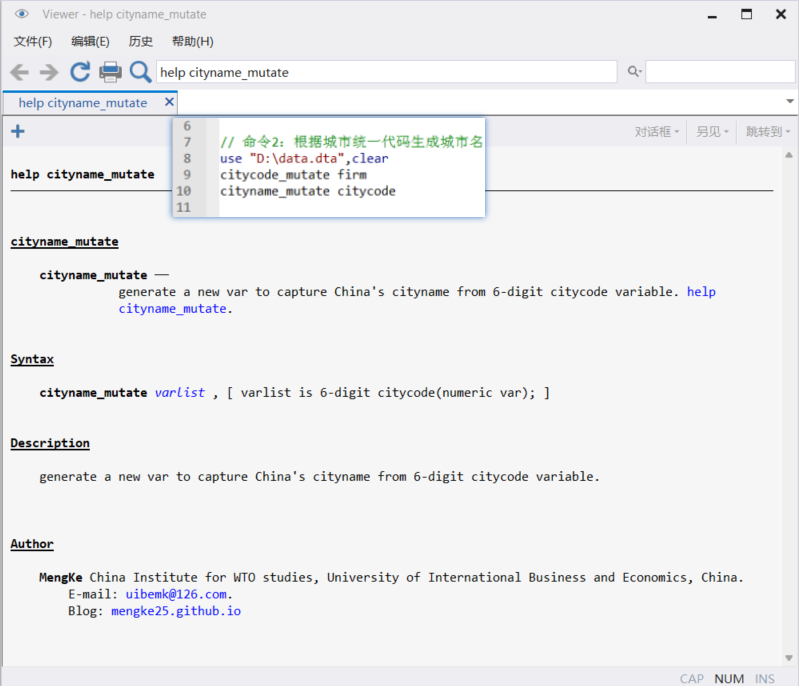 Viewer - help cityname_mutate
文件(F) 编辑(E) 历史 帮助(H)
help cityname_mutate
help cityname_mutate
对话框 另见 跳转到
6
7 // 命令2：根据城市统一代码生成城市名
8 use "D:\data.dta",clear
9 citycode_mutate firm
10 cityname_mutate citycode
11
help cityname_mutate
cityname_mutate
cityname_mutate —
generate a new var to capture China's cityname from 6-digit citycode variable. help
cityname_mutate.
Syntax
cityname_mutate varlist , [ varlist is 6-digit citycode(numeric var); ]
Description
generate a new var to capture China's cityname from 6-digit citycode variable.
Author
MengKe China Institute for WTO studies, University of International Business and Economics, China.
E-mail: uibemk@126.com.
Blog: mengke25.github.io
CAP NUM INS